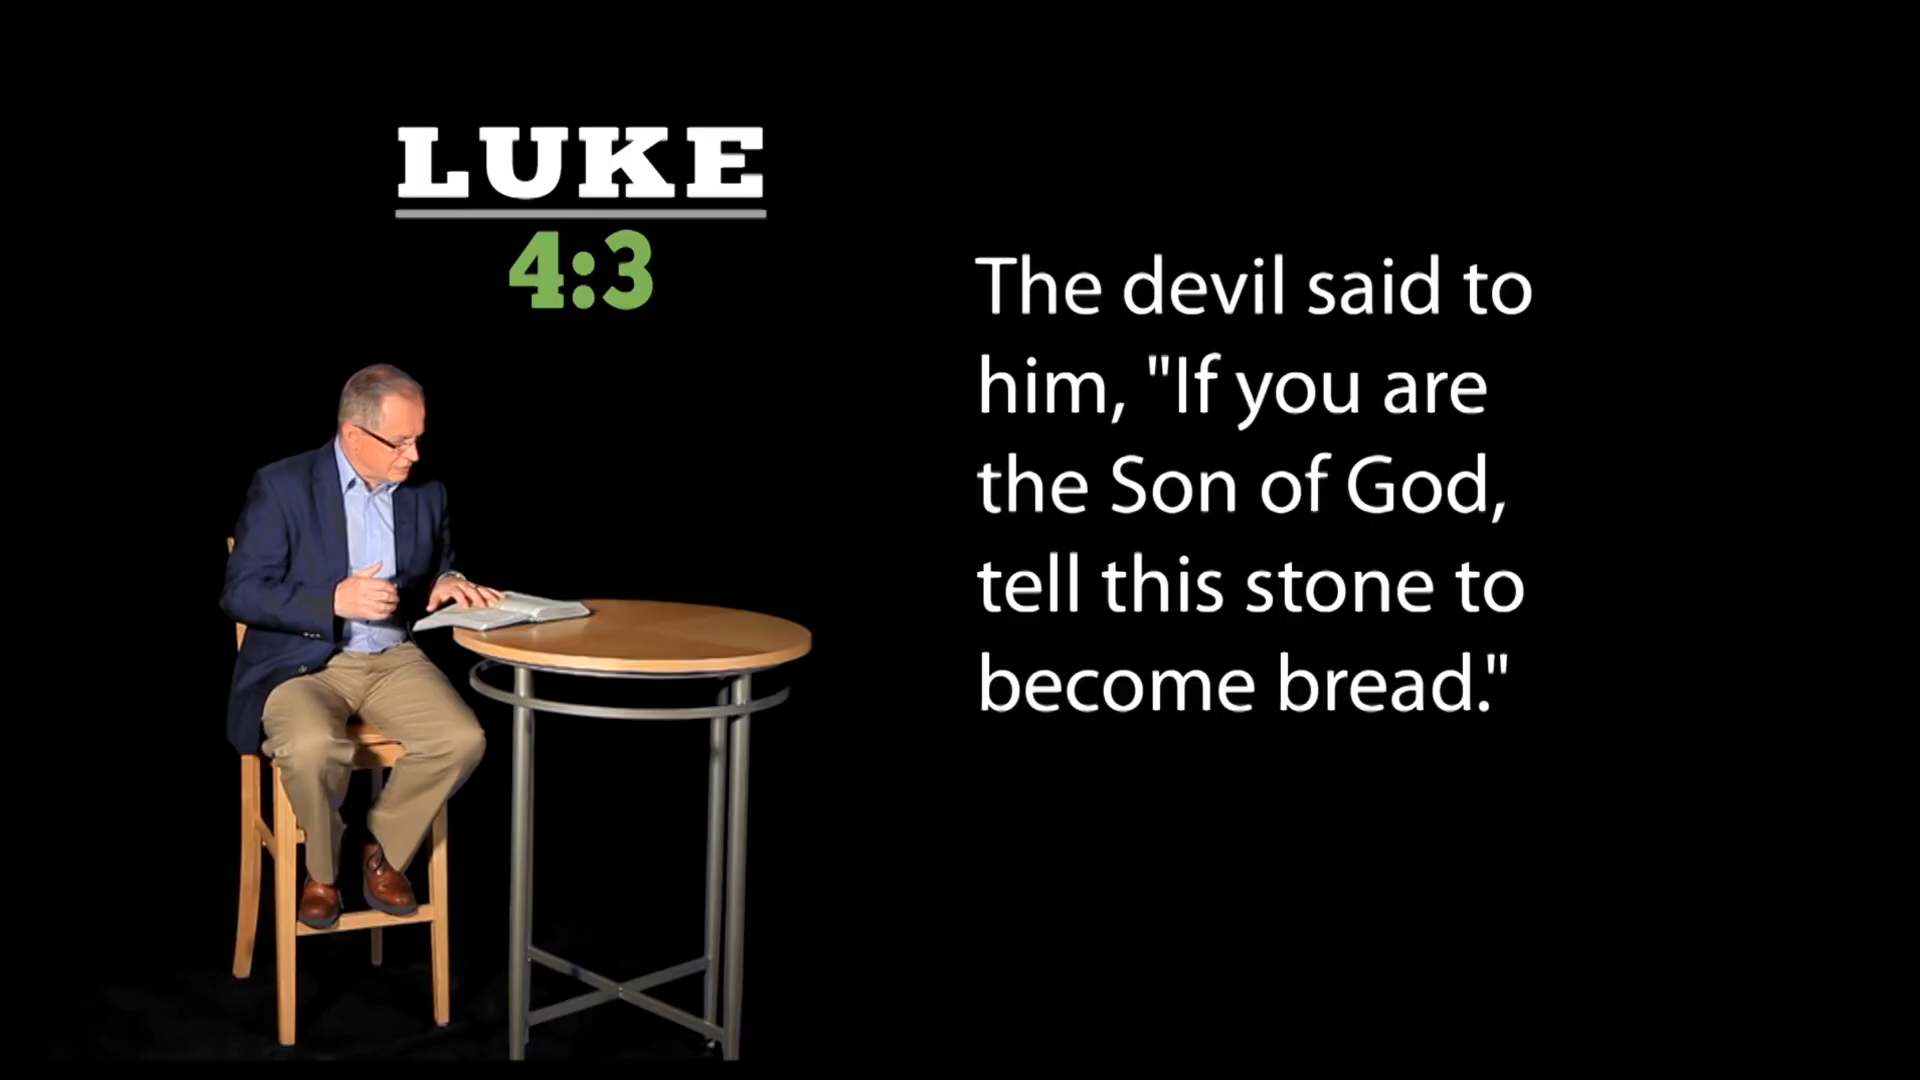 LUKE
4:3
The devil said to
him, "If you are
the Son of God,
tell this stone to
become bread."